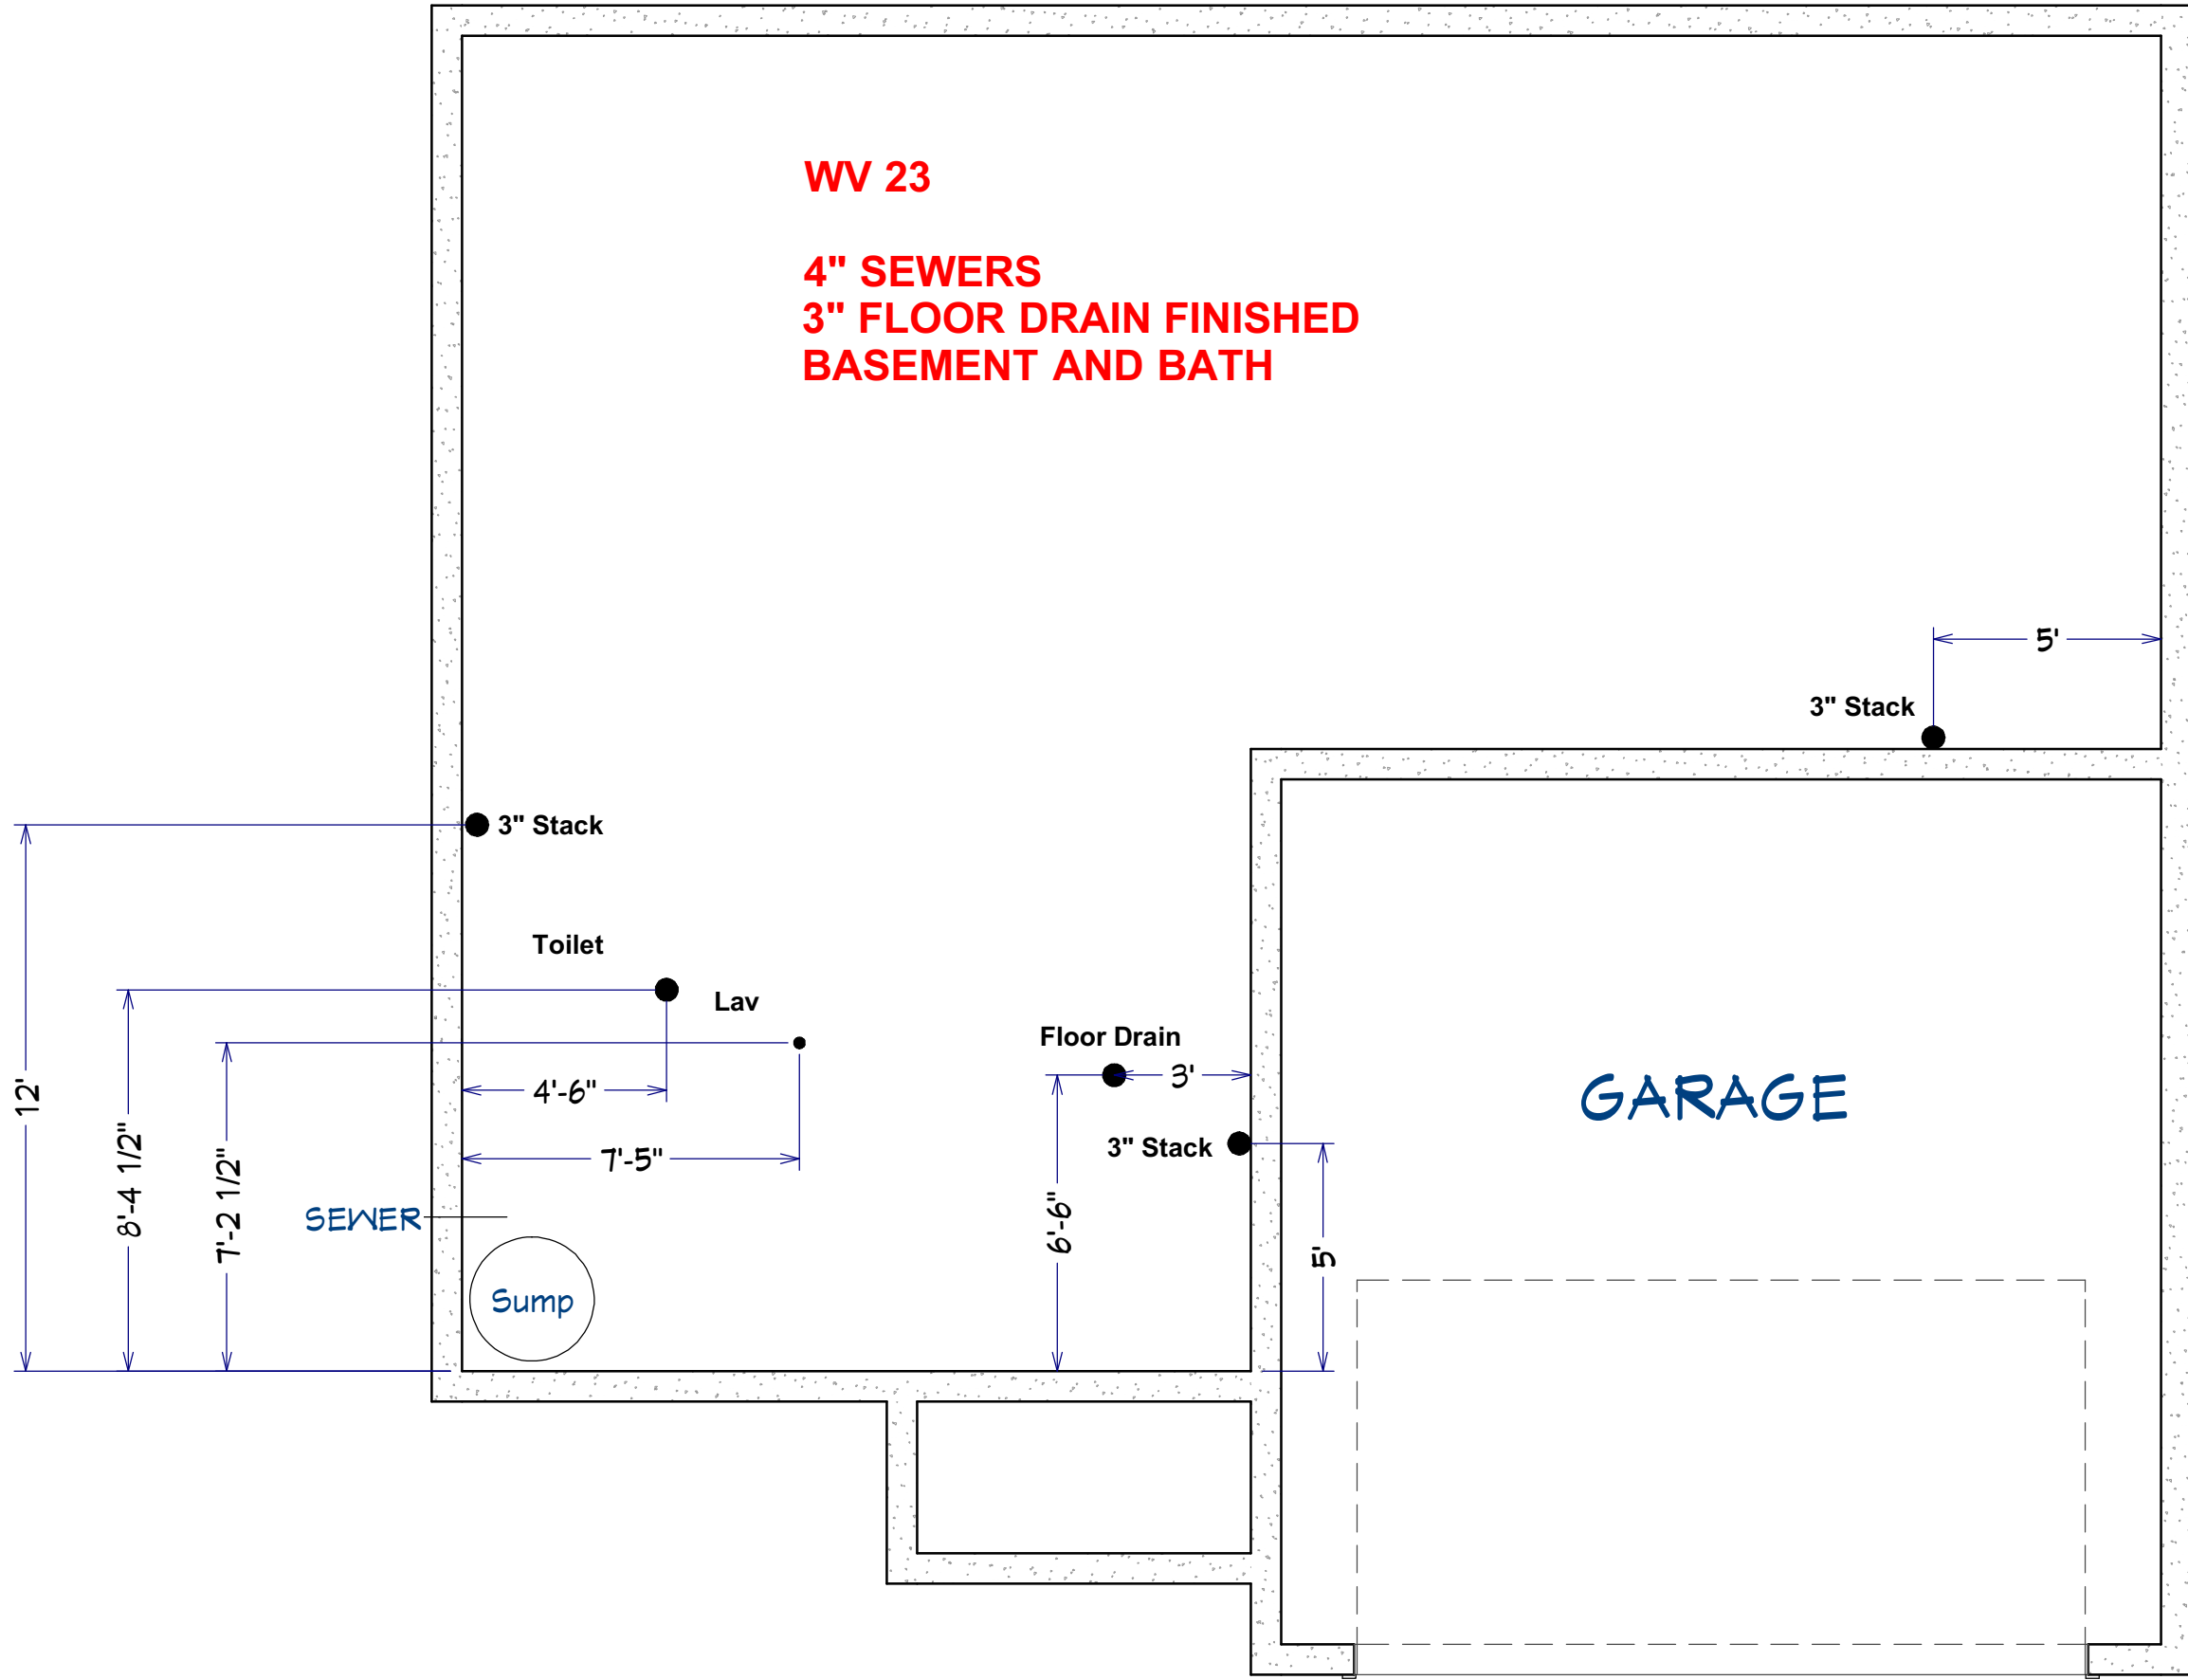 WV 23
4" SEWERS
3" FLOOR DRAIN FINISHED
BASEMENT AND BATH
5'
3" Stack
3" Stack
12'
Toilet
8'-4 1/2"
Lav
7'-2 1/2"
4'-6"
7'-5"
Floor Drain
3'
3" Stack
6'-6"
5'
GARAGE
SEWER
Sump